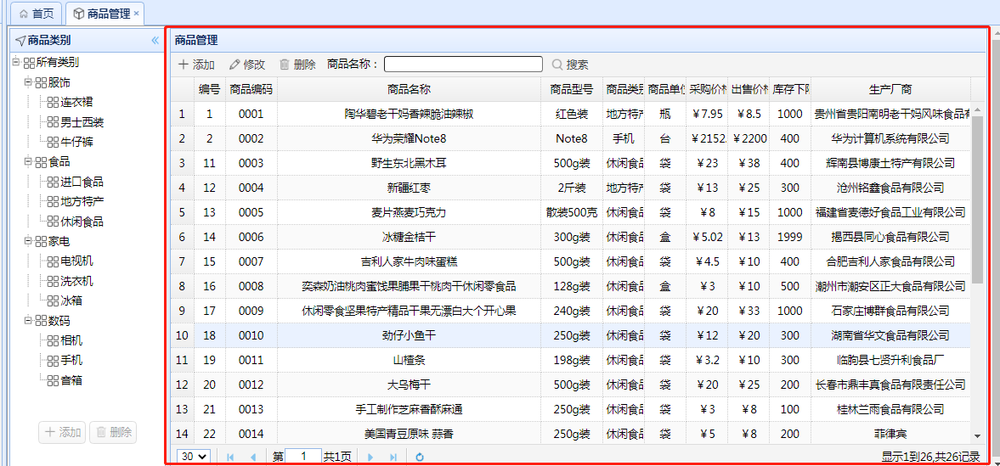 首页 商品管理
商品类别
所有类别
服饰
连衣裙
男士西装
牛仔裤
食品
进口食品
地方特产
休闲食品
家电
电视机
洗衣机
冰箱
数码
相机
手机
音箱
添加 删除
商品管理
添加 修改 删除 商品名称： 搜索
编号 商品编码 商品名称 商品型号 商品类别 商品单位 采购价格 出售价格 库存下限 生产厂商
1 1 0001 陶华碧老干妈香辣脆油辣椒 红色装 地方特产 瓶 ￥7.95 ￥8.5 1000 贵州省贵阳南明老干妈风味食品有
2 2 0002 华为荣耀Note8 Note8 手机 台 ￥2152. ￥2200 400 华为计算机系统有限公司
3 11 0003 野生东北黑木耳 500g装 休闲食品 袋 ￥23 ￥38 400 辉南县博康土特产有限公司
4 12 0004 新疆红枣 2斤装 地方特产 袋 ￥13 ￥25 300 沧州铭鑫食品有限公司
5 13 0005 麦片燕麦巧克力 散装500克 休闲食品 袋 ￥8 ￥15 1000 福建省麦德好食品工业有限公司
6 14 0006 冰糖金桔干 300g装 休闲食品 盒 ￥5.02 ￥13 1999 揭西县同心食品有限公司
7 15 0007 吉利人家牛肉味蛋糕 500g装 休闲食品 袋 ￥4.5 ￥10 400 合肥吉利人家食品有限公司
8 16 0008 奕森奶油桃肉蜜饯果脯果干桃肉干休闲零食品 128g装 休闲食品 盒 ￥3 ￥10 500 潮州市潮安区正大食品有限公司
9 17 0009 休闲零食坚果特产精品干果无漂白大个开心果 240g装 休闲食品 袋 ￥20 ￥33 1000 石家庄博群食品有限公司
10 18 0010 劲仔小鱼干 250g装 休闲食品 袋 ￥12 ￥20 300 湖南省华文食品有限公司
11 19 0011 山楂条 198g装 休闲食品 袋 ￥3.2 ￥10 300 临朐县七贤升利食品厂
12 20 0012 大乌梅干 500g装 休闲食品 袋 ￥20 ￥25 200 长春市鼎丰真食品有限责任公司
13 21 0013 手工制作芝麻香酥麻通 250g装 休闲食品 袋 ￥3 ￥8 100 桂林兰雨食品有限公司
14 22 0014 美国青豆原味 蒜香 250g装 休闲食品 袋 ￥5 ￥8 200 菲律宾
30 第 1 共1页 显示1到26,共26记录